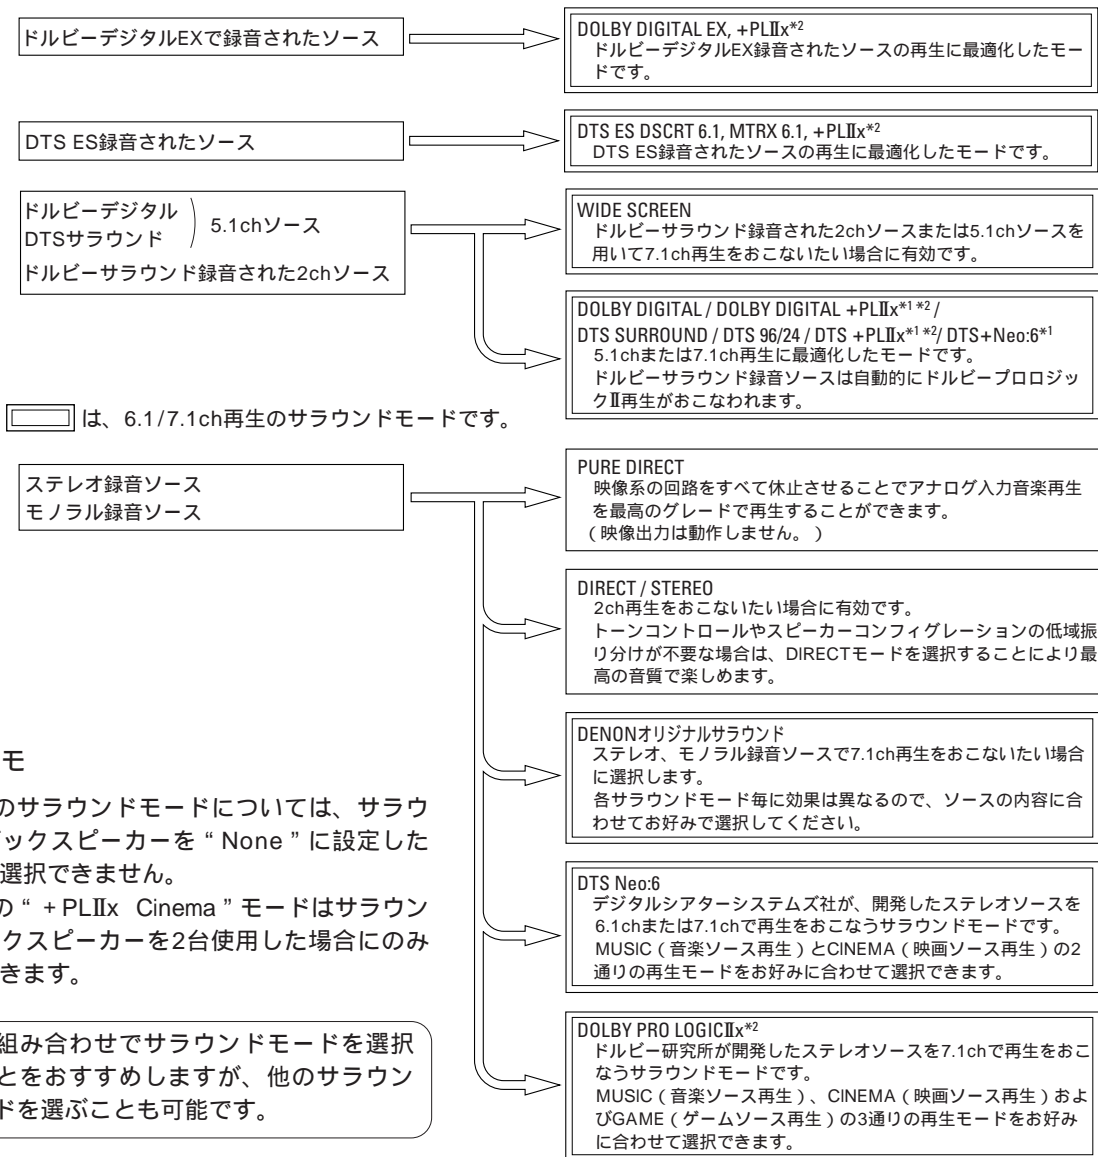 ドルビーデジタルEXで録音されたソース
DOLBY DIGITAL EX, +PLⅡx*2
ドルビーデジタルEX録音されたソースの再生に最適化したモー
ドです。
DTS ES録音されたソース
DTS ES DSCRT 6.1, MTRX 6.1, +PLⅡx*2
DTS ES録音されたソースの再生に最適化したモードです。
ドルビーデジタル
DTSサラウンド
5.1chソース
ドルビーサラウンド録音された2chソース
WIDE SCREEN
ドルビーサラウンド録音された2chソースまたは5.1chソースを
用いて7.1ch再生をおこないたい場合に有効です。
DOLBY DIGITAL / DOLBY DIGITAL +PLⅡx*1 *2 /
DTS SURROUND / DTS 96/24 / DTS +PLⅡx*1 *2/ DTS+Neo:6*1
5.1chまたは7.1ch再生に最適化したモードです。
ドルビーサラウンド録音ソースは自動的にドルビープロロジッ
クⅡ再生がおこなわれます。
は、6.1/7.1ch再生のサラウンドモードです。
ステレオ録音ソース
モノラル録音ソース
PURE DIRECT
映像系の回路をすべて休止させることでアナログ入力音楽再生
を最高のグレードで再生することができます。
(映像出力は動作しません。)
DIRECT / STEREO
2ch再生をおこないたい場合に有効です。
トーンコントロールやスピーカーコンフィグレーションの低域振
り分けが不要な場合は、DIRECTモードを選択することにより最
高の音質で楽しめます。
DENONオリジナルサラウンド
ステレオ、モノラル録音ソースで7.1ch再生をおこないたい場合
に選択します。
各サラウンドモード毎に効果は異なるので、ソースの内容に合
わせてお好みで選択してください。
DTS Neo:6
デジタルシアターシステムズ社が、開発したステレオソースを
6.1chまたは7.1chで再生をおこなうサラウンドモードです。
MUSIC(音楽ソース再生)とCINEMA(映画ソース再生)の2
通りの再生モードをお好みに合わせて選択できます。
DOLBY PRO LOGICⅡx*2
ドルビー研究所が開発したステレオソースを7.1chで再生をおこ
なうサラウンドモードです。
MUSIC(音楽ソース再生)、CINEMA(映画ソース再生)およ
びGAME(ゲームソース再生)の3通りの再生モードをお好み
に合わせて選択できます。
モ
のサラウンドモードについては、サラウ
ックスピーカーを“None”に設定した
選択できません。
の“+PLⅡx Cinema”モードはサラウン
クスピーカーを2台使用した場合にのみ
きます。
組み合わせでサラウンドモードを選択
とをおすすめしますが、他のサラウン
ドを選ぶことも可能です。